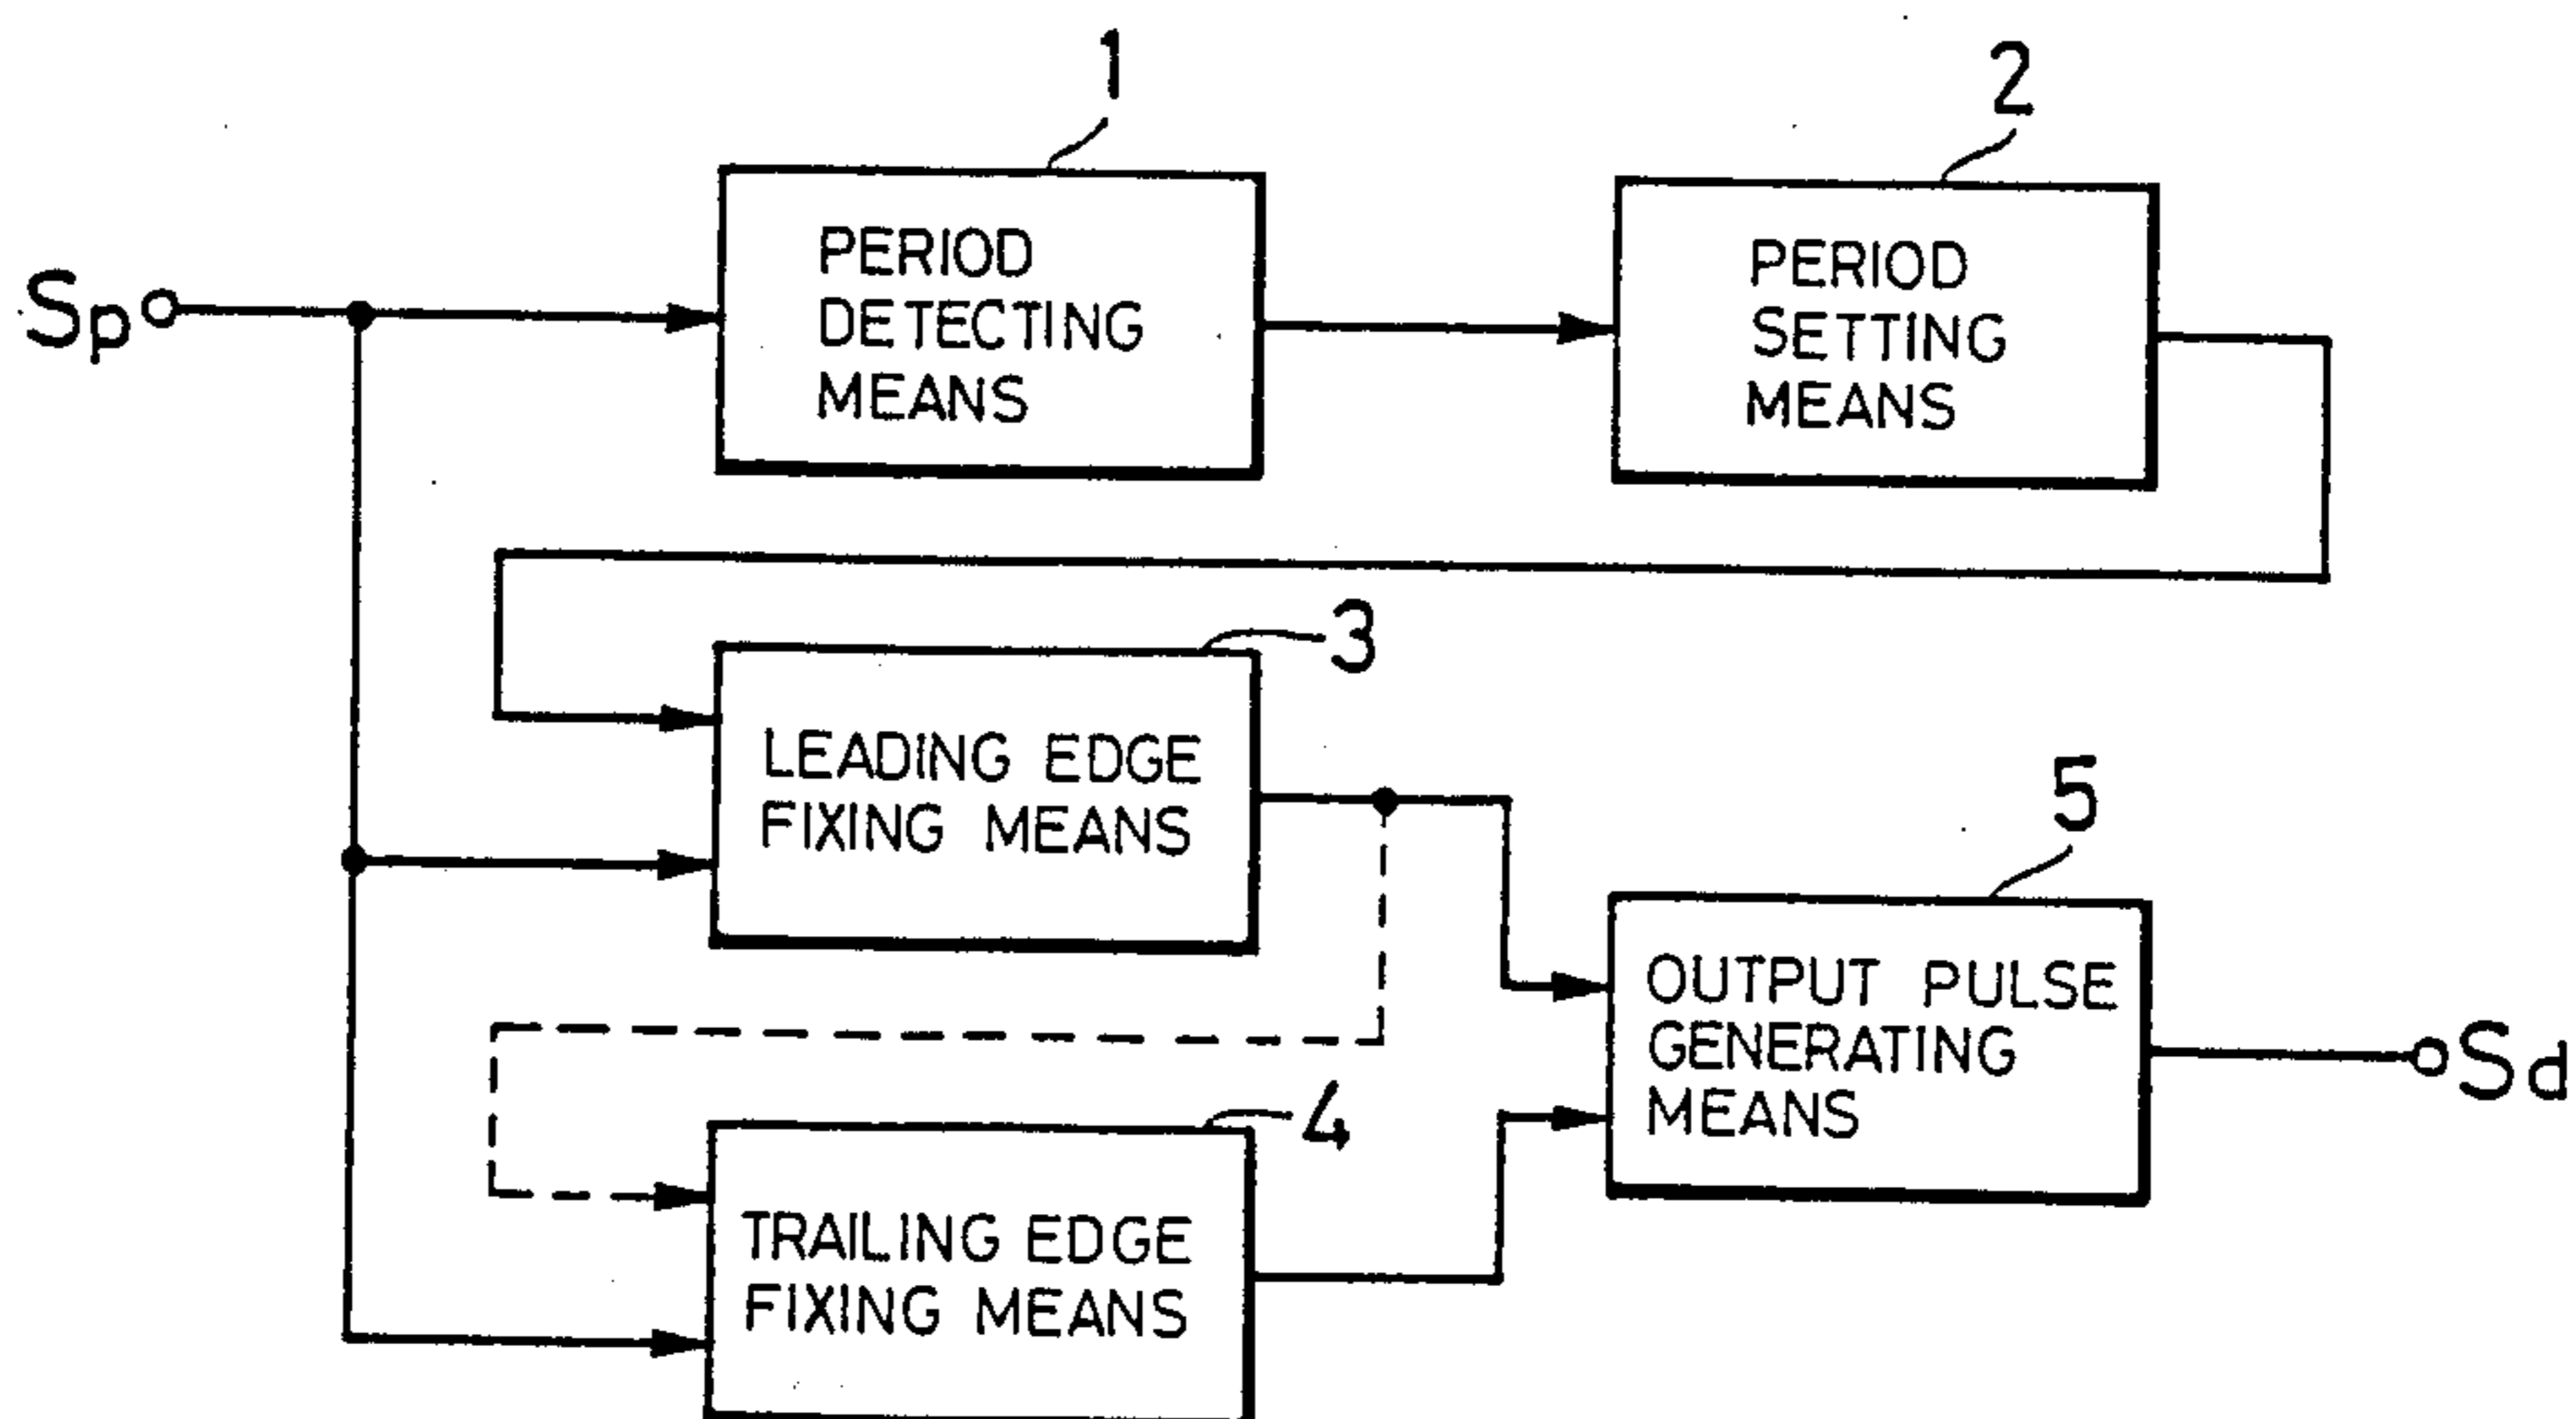 1
2
Sp
PERIOD
DETECTING
MEANS
PERIOD
SETTING
MEANS
3
LEADING EDGE
FIXING MEANS
5
OUTPUT PULSE
GENERATING
MEANS
Sd
4
TRAILING EDGE
FIXING MEANS